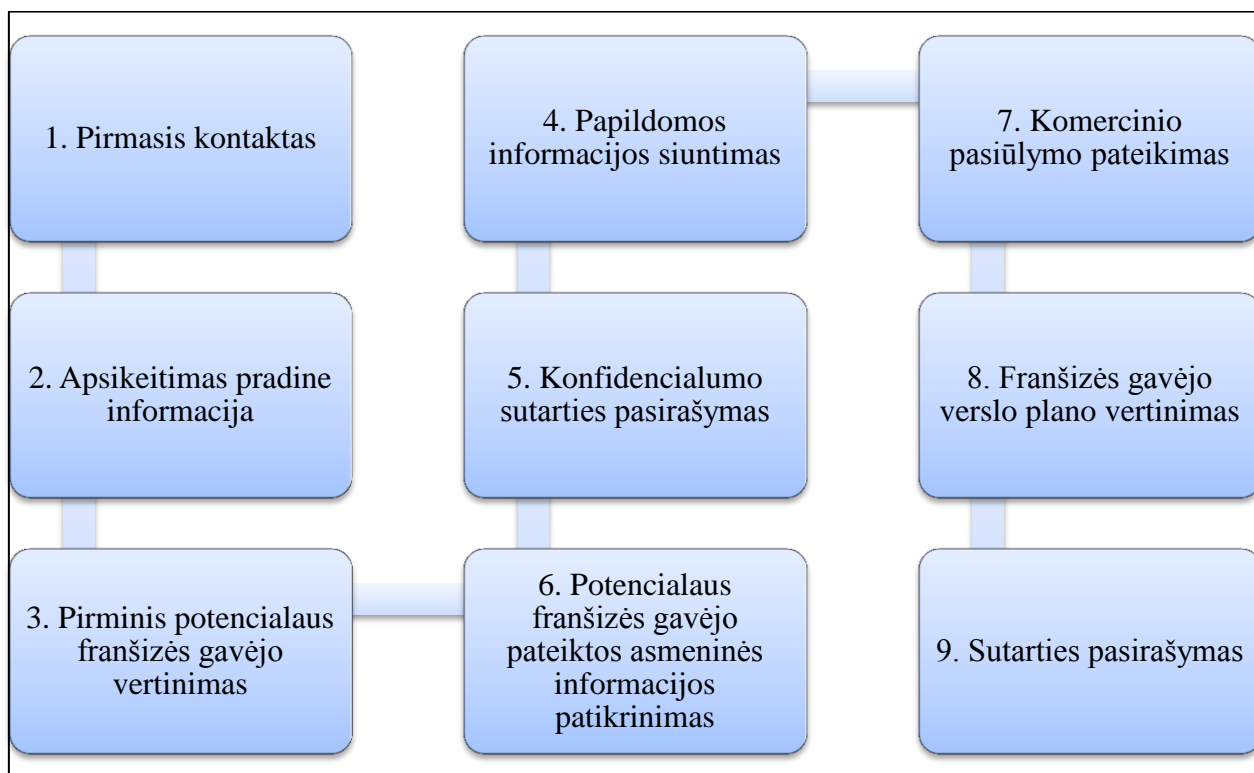 1. Pirmasis kontaktas
2. Apsikeitimas pradine
informacija
3. Pirminis potencialaus
franšizės gavėjo
vertinimas
4. Papildomos
informacijos siuntimas
5. Konfidencialumo
sutarties pasirašymas
6. Potencialaus
franšizės gavėjo
pateiktos asmeninės
informacijos
patikrinimas
7. Komercinio
pasiūlymo pateikimas
8. Franšizės gavėjo
verslo plano vertinimas
9. Sutarties pasirašymas